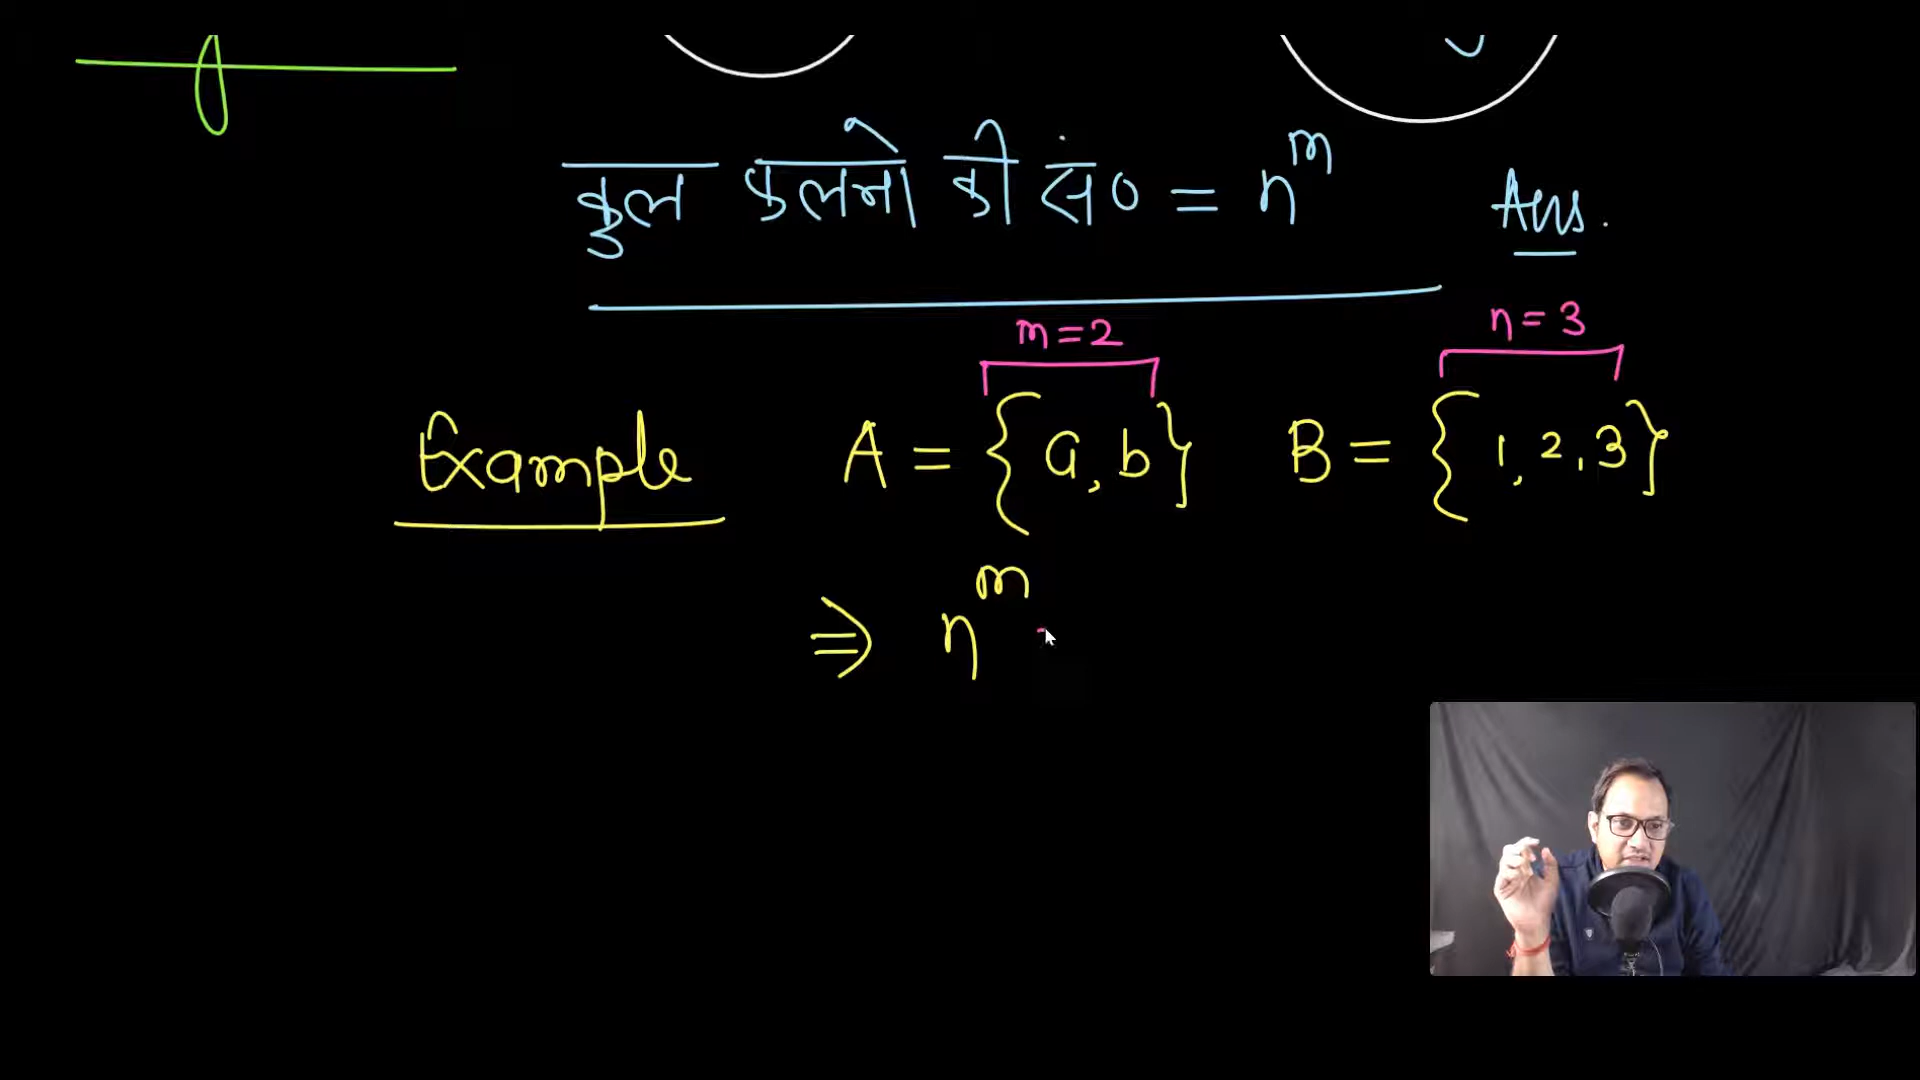 कुल फलनो की सं० = n^m Ans.
m=2 n=3
Example A = {a, b} B = {1, 2, 3}
⇒ n^m